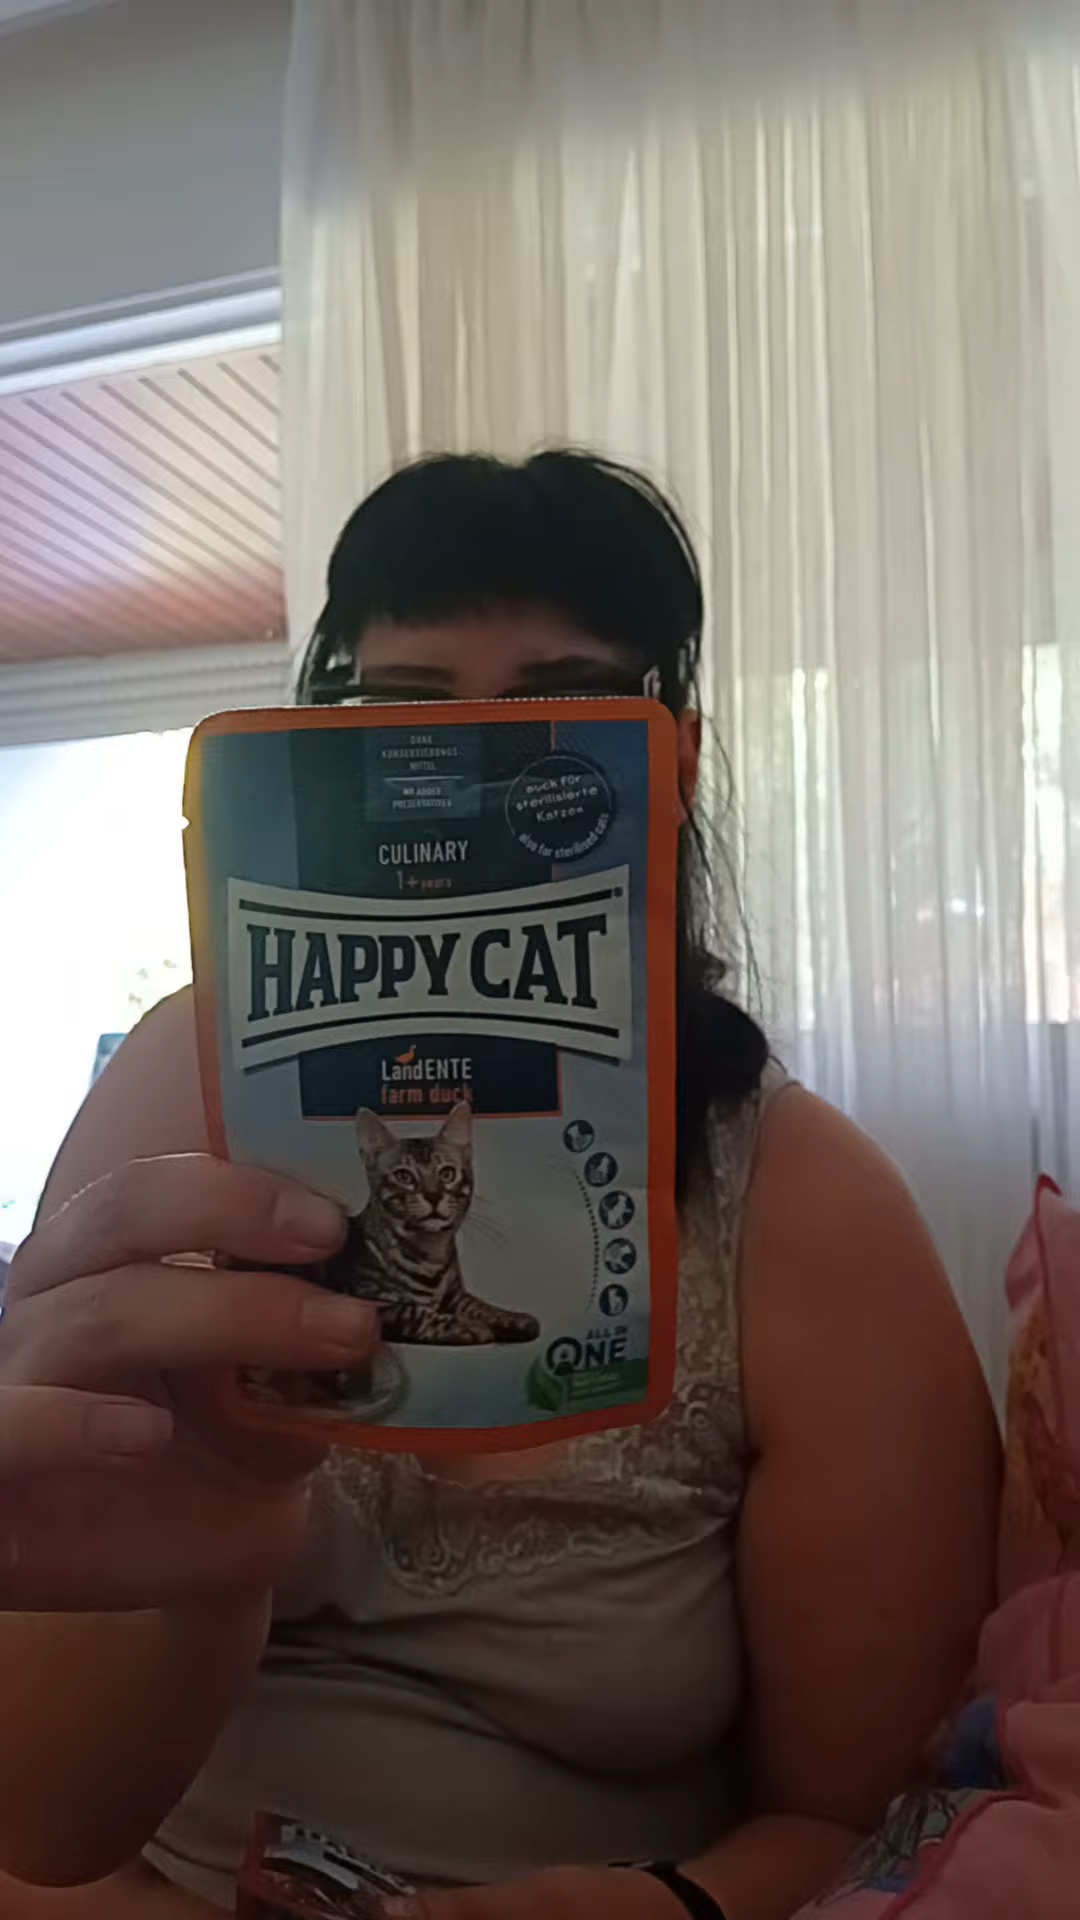 OHNE
KONSERVIERUNGS-
MITTEL
NO ADDED
PRESERVATIVES
auch für
sterilisierte
Katzen
also for sterilised cats
CULINARY
1+ years
HAPPY CAT
LandENTE
farm duck
ALL IN
ONE